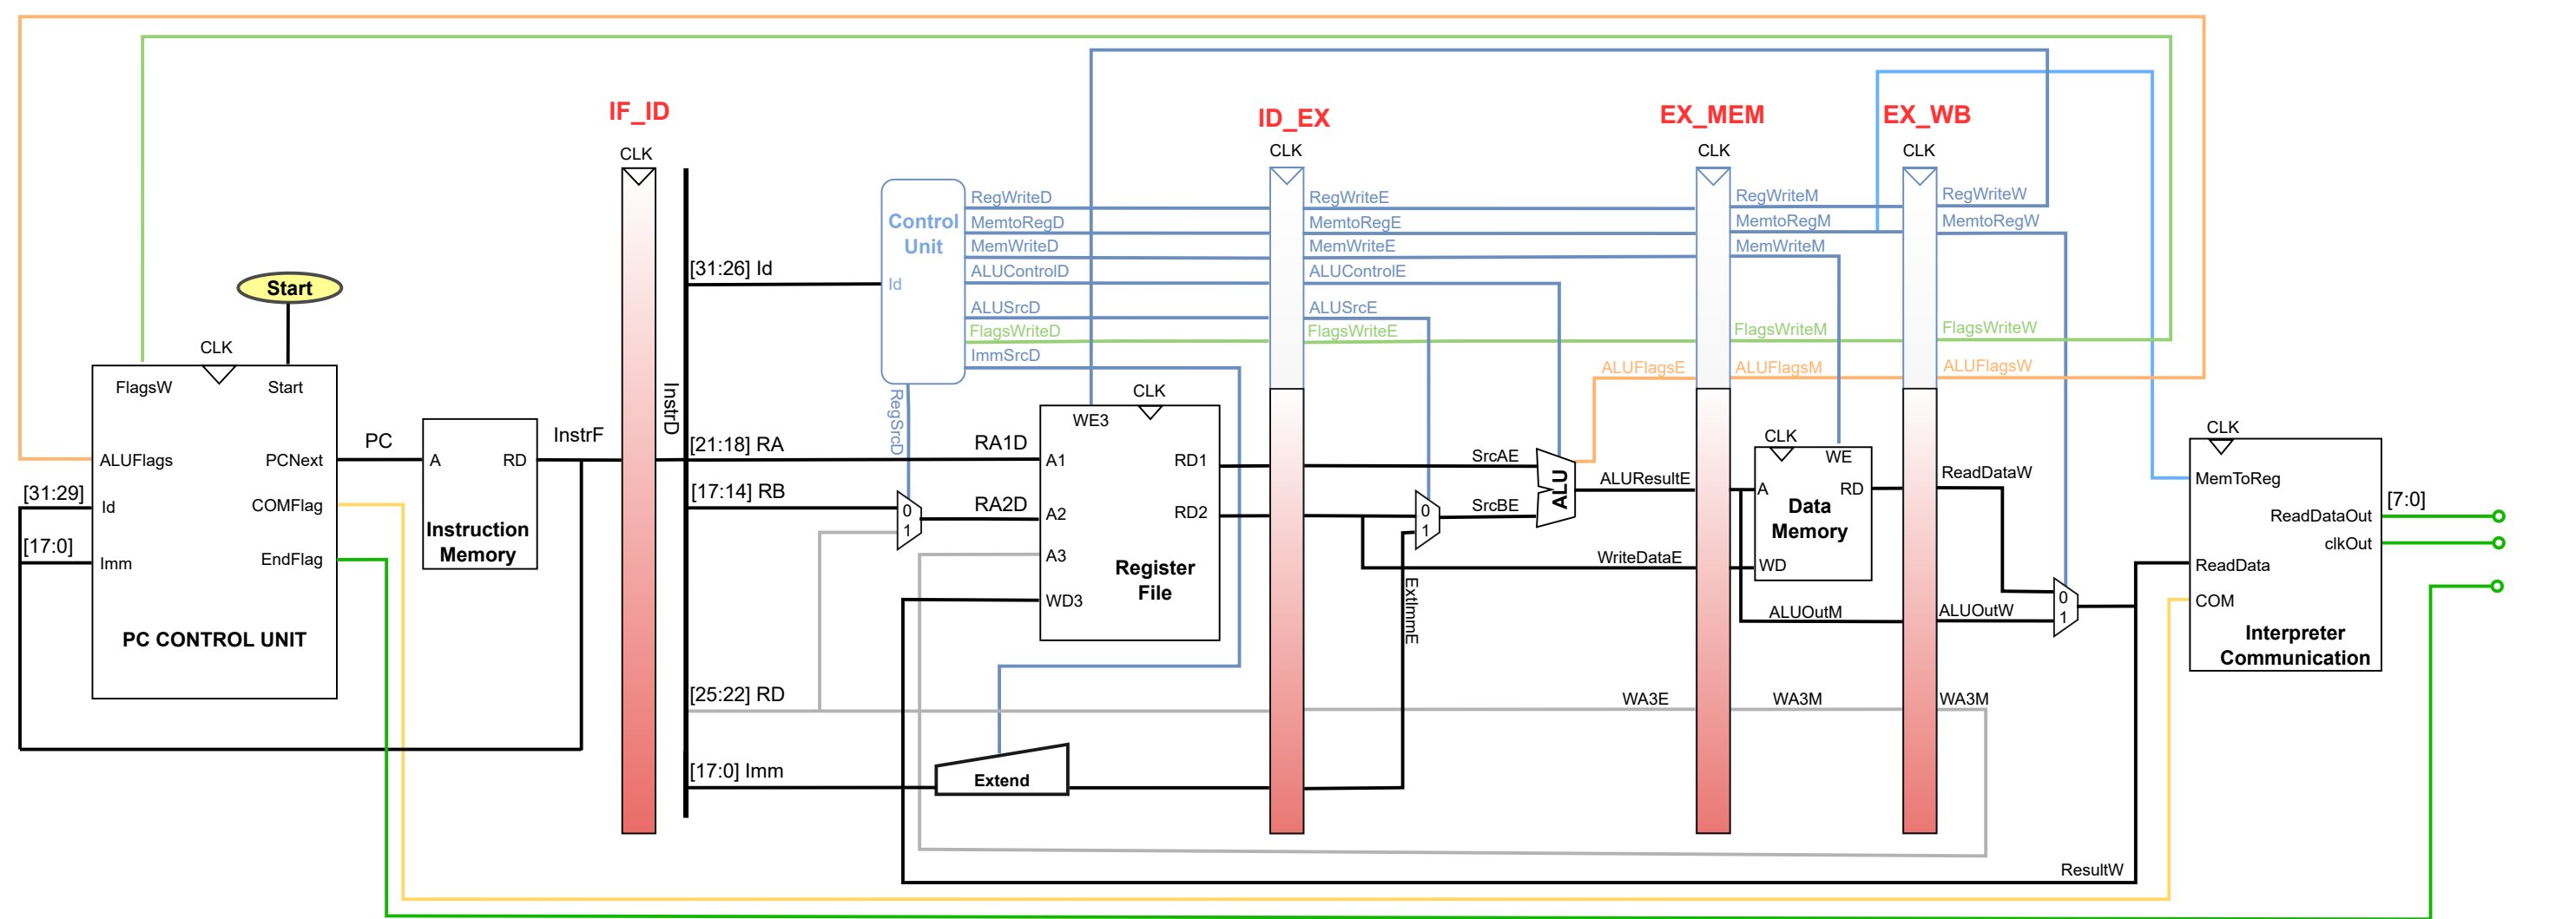 IF_ID
ID_EX
EX_MEM
EX_WB
CLK
CLK
CLK
CLK
Start
CLK
FlagsW
Start
ALUFlags
PCNext
[31:29]
Id
COMFlag
[17:0]
Imm
EndFlag
PC CONTROL UNIT
PC
A
RD
Instruction
Memory
InstrF
InstrD
[31:26] Id
[21:18] RA
[17:14] RB
[25:22] RD
[17:0] Imm
Control
Unit
Id
RegWriteD
MemtoRegD
MemWriteD
ALUControlD
ALUSrcD
FlagsWriteD
ImmSrcD
RegSrcD
0
1
RA1D
RA2D
CLK
WE3
A1
RD1
A2
RD2
A3
WD3
Register
File
Extend
RegWriteE
MemtoRegE
MemWriteE
ALUControlE
ALUSrcE
FlagsWriteE
ALUFlagsE
0
1
SrcAE
SrcBE
ALU
ALUResultE
WriteDataE
ExtImmE
WA3E
RegWriteM
MemtoRegM
MemWriteM
FlagsWriteM
ALUFlagsM
CLK
WE
A
RD
Data
Memory
WD
ALUOutM
WA3M
RegWriteW
MemtoRegW
FlagsWriteW
ALUFlagsW
ReadDataW
ALUOutW
WA3M
0
1
ResultW
CLK
MemToReg
ReadDataOut
clkOut
ReadData
COM
Interpreter
Communication
[7:0]